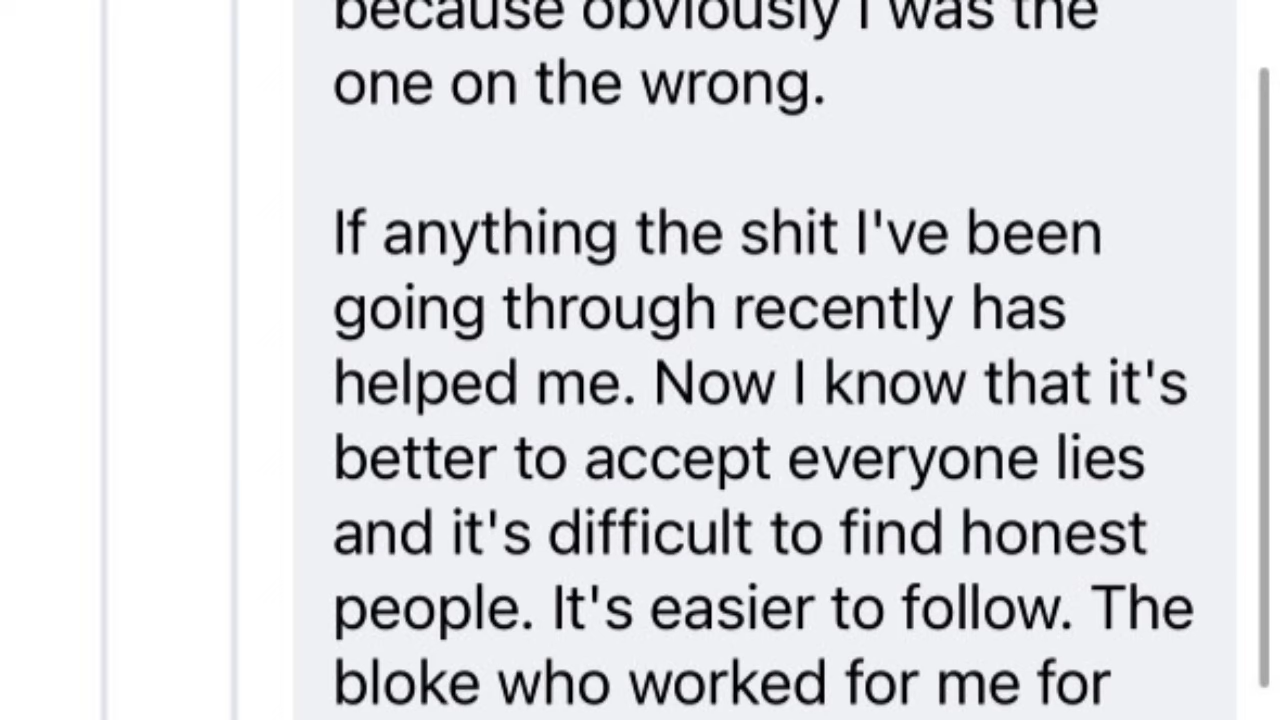 because obviously I was the
one on the wrong.
If anything the shit I've been
going through recently has
helped me. Now I know that it's
better to accept everyone lies
and it's difficult to find honest
people. It's easier to follow. The
bloke who worked for me for